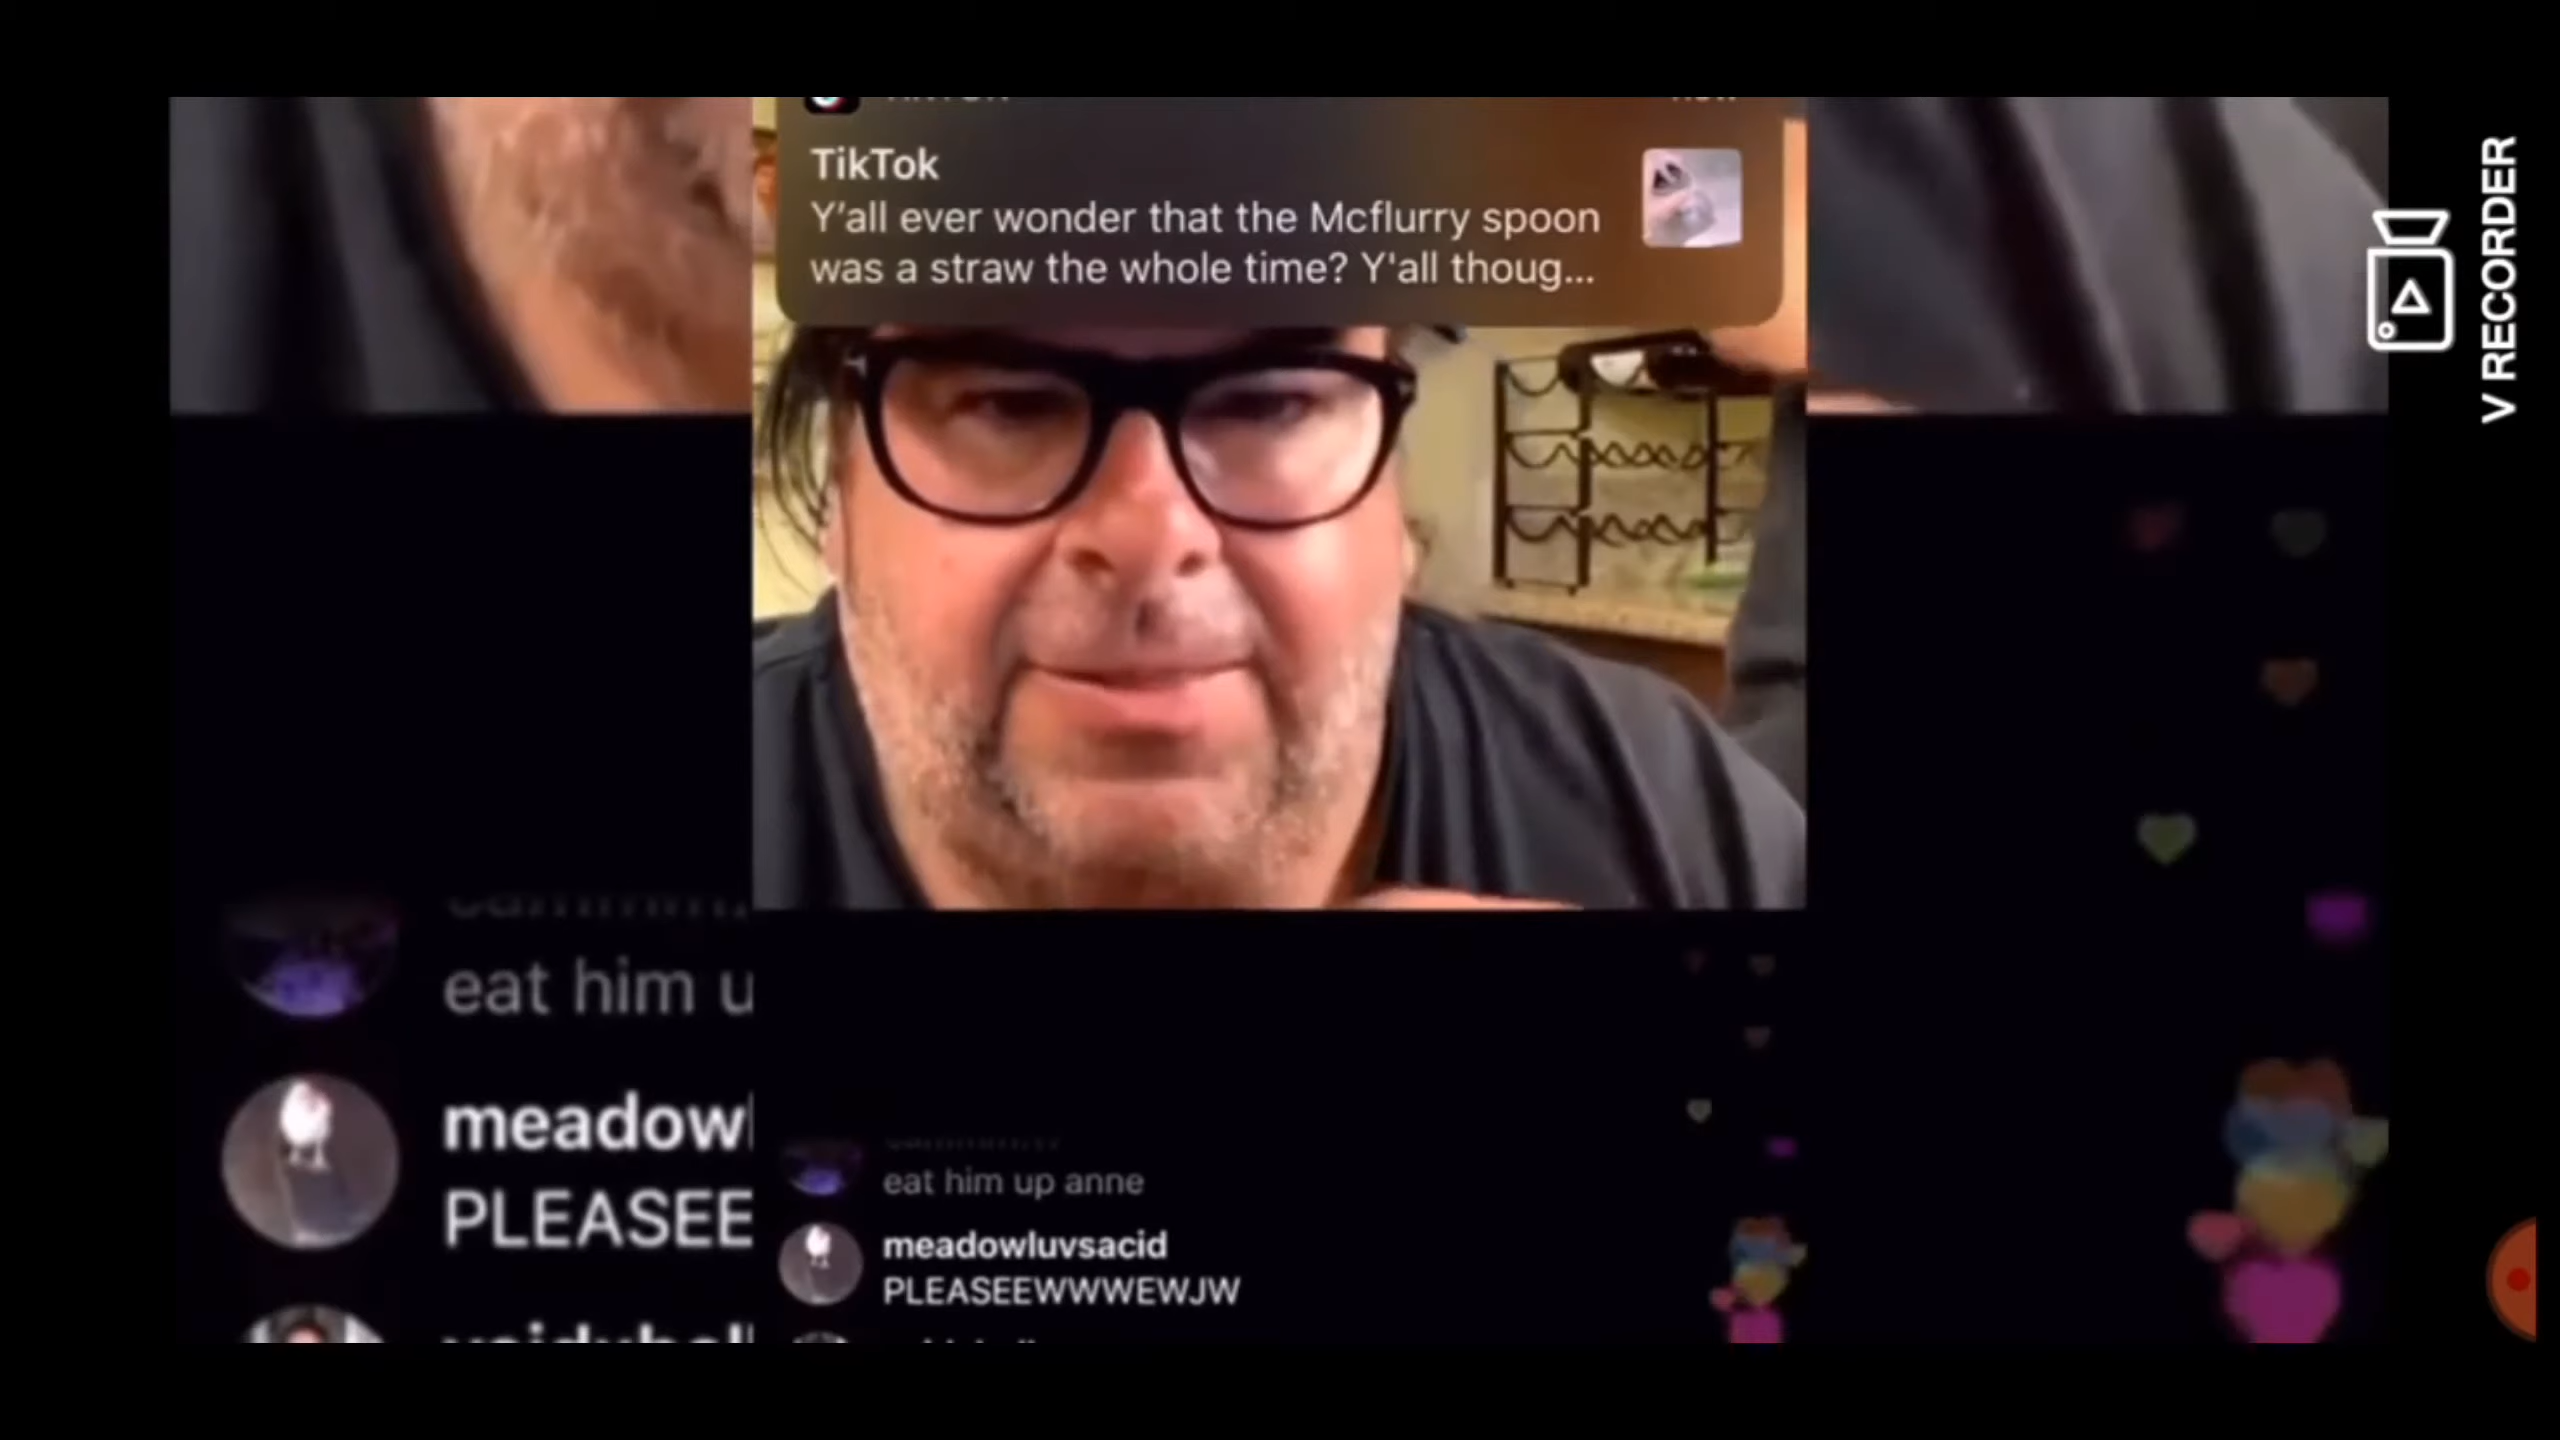 TikTok
Y'all ever wonder that the Mcflurry spoon
was a straw the whole time? Y'all thoug...
V RECORDER
eat him u
meadowl
PLEASEE
eat him up anne
meadowluvsacid
PLEASEEWWWEWJW